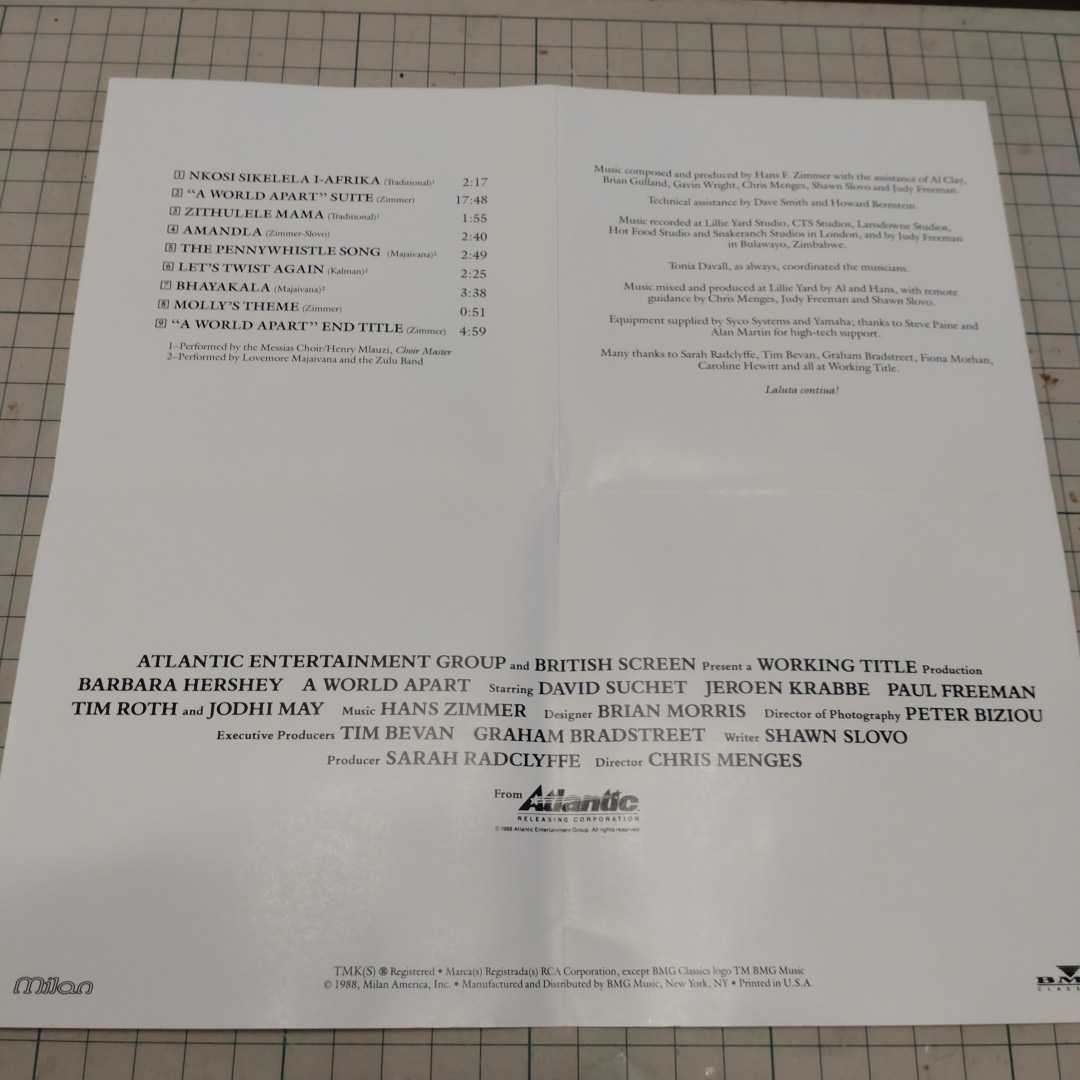 1 NKOSI SIKELELA I-AFRIKA (Traditional)¹ 2:17
2 “A WORLD APART” SUITE (Zimmer) 17:48
3 ZITHULELE MAMA (Traditional)¹ 1:55
4 AMANDLA (Zimmer-Slovo) 2:40
5 THE PENNYWHISTLE SONG (Majaivana)² 2:49
6 LET’S TWIST AGAIN (Kalman)² 2:25
7 BHAYAKALA (Majaivana)² 3:38
8 MOLLY’S THEME (Zimmer) 0:51
9 “A WORLD APART” END TITLE (Zimmer) 4:59
1–Performed by the Messias Choir/Henry Mlauzi, Choir Master
2–Performed by Lovemore Majaivana and the Zulu Band
Music composed and produced by Hans F. Zimmer with the assistance of Al Clay,
Brian Gulland, Gavin Wright, Chris Menges, Shawn Slovo and Judy Freeman.
Technical assistance by Dave Smith and Howard Bernstein.
Music recorded at Lillie Yard Studio, CTS Studios, Lansdowne Studios,
Hot Food Studio and Snakeranch Studios in London, and by Judy Freeman
in Bulawayo, Zimbabwe.
Tonia Davall, as always, coordinated the musicians.
Music mixed and produced at Lillie Yard by Al and Hans, with remote
guidance by Chris Menges, Judy Freeman and Shawn Slovo.
Equipment supplied by Syco Systems and Yamaha; thanks to Steve Paine and
Alan Martin for high-tech support.
Many thanks to Sarah Radclyffe, Tim Bevan, Graham Bradstreet, Fiona Morhan,
Caroline Hewitt and all at Working Title.
Laluta contiua!
ATLANTIC ENTERTAINMENT GROUP and BRITISH SCREEN Present a WORKING TITLE Production
BARBARA HERSHEY A WORLD APART Starring DAVID SUCHET JEROEN KRABBE PAUL FREEMAN
TIM ROTH and JODHI MAY Music HANS ZIMMER Designer BRIAN MORRIS Director of Photography PETER BIZIOU
Executive Producers TIM BEVAN GRAHAM BRADSTREET Writer SHAWN SLOVO
Producer SARAH RADCLYFFE Director CHRIS MENGES
From Atlantic
RELEASING CORPORATION
© 1988 Atlantic Entertainment Group. All rights reserved
milan
TMK(S) ® Registered • Marca(s) Registrada(s) RCA Corporation, except BMG Classics logo TM BMG Music
© 1988, Milan America, Inc. • Manufactured and Distributed by BMG Music, New York, NY • Printed in U.S.A.